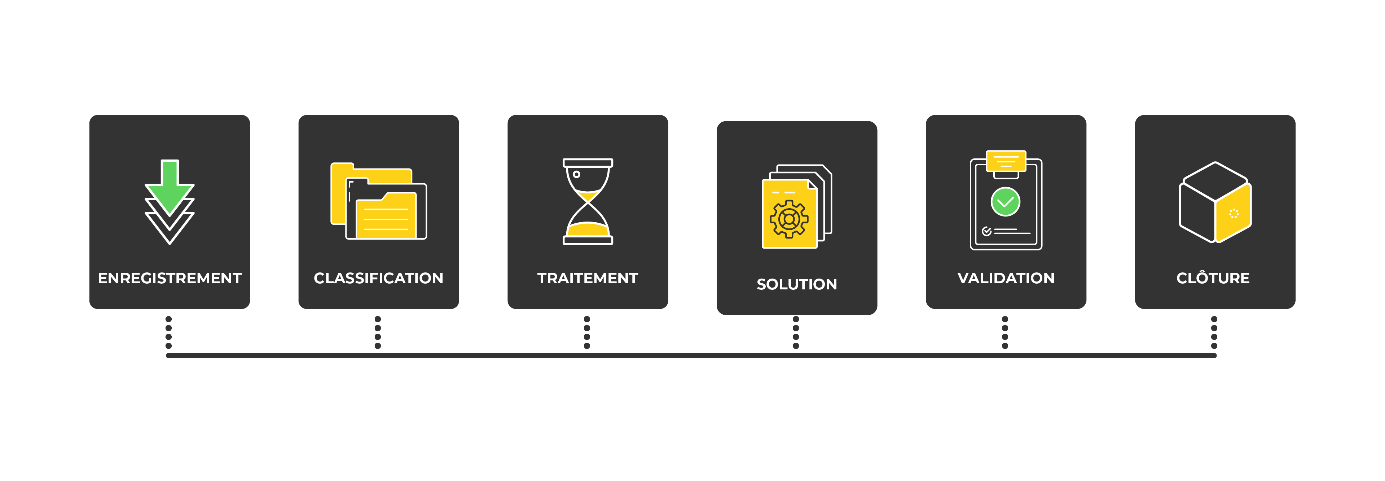 ENREGISTREMENT
CLASSIFICATION
TRAITEMENT
SOLUTION
VALIDATION
CLÔTURE